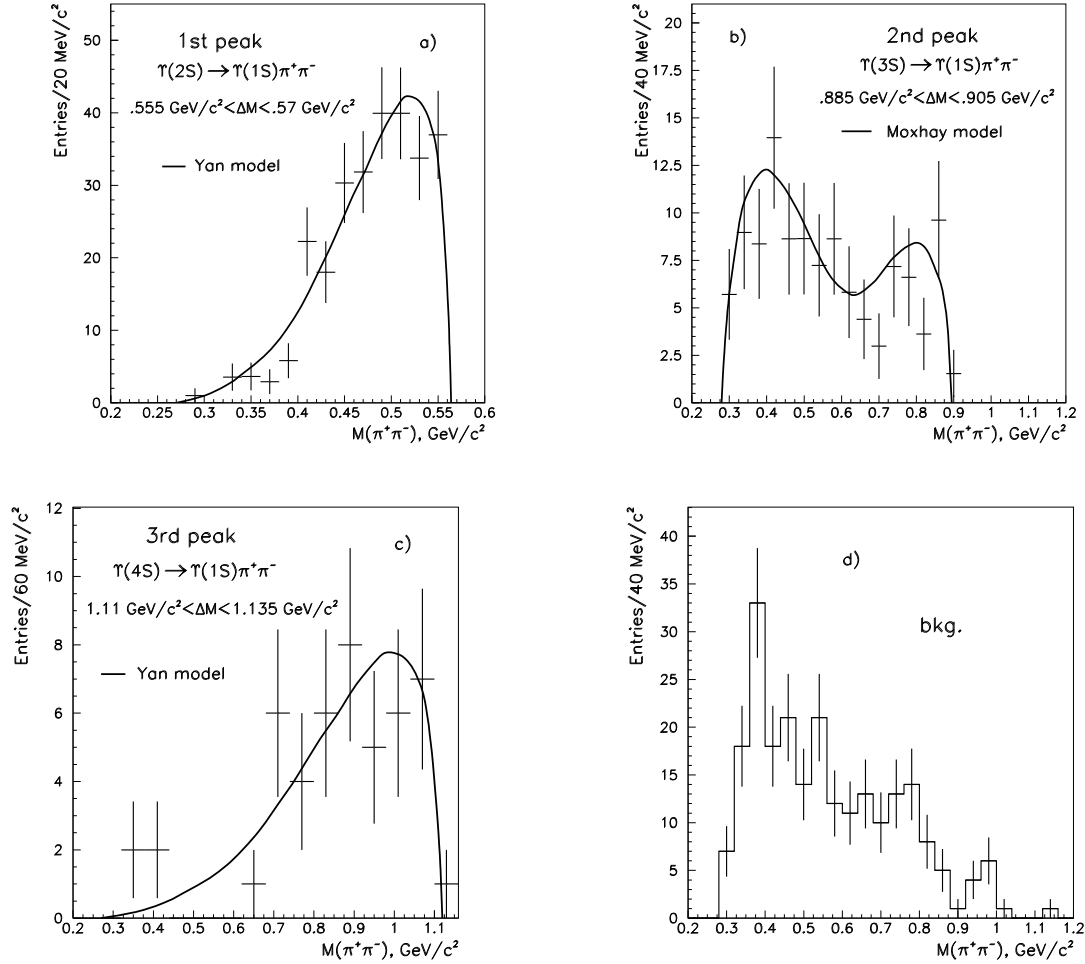 Entries/20 MeV/c²
50
40
30
20
10
0
1st peak
a)
ϒ(2S)→ϒ(1S)π⁺π⁻
.555 GeV/c²<ΔM<.57 GeV/c²
Yan model
0.2 0.25 0.3 0.35 0.4 0.45 0.5 0.55 0.6
M(π⁺π⁻), GeV/c²
Entries/40 MeV/c²
20
17.5
15
12.5
10
7.5
5
2.5
0
b)
2nd peak
ϒ(3S)→ϒ(1S)π⁺π⁻
.885 GeV/c²<ΔM<.905 GeV/c²
Moxhay model
0.2 0.3 0.4 0.5 0.6 0.7 0.8 0.9 1 1.1 1.2
M(π⁺π⁻), GeV/c²
Entries/60 MeV/c²
12
10
8
6
4
2
0
3rd peak
c)
ϒ(4S)→ϒ(1S)π⁺π⁻
1.11 GeV/c²<ΔM<1.135 GeV/c²
Yan model
0.2 0.3 0.4 0.5 0.6 0.7 0.8 0.9 1 1.1
M(π⁺π⁻), GeV/c²
Entries/40 MeV/c²
40
35
30
25
20
15
10
5
0
d)
bkg.
0.2 0.3 0.4 0.5 0.6 0.7 0.8 0.9 1 1.1 1.2
M(π⁺π⁻), GeV/c²